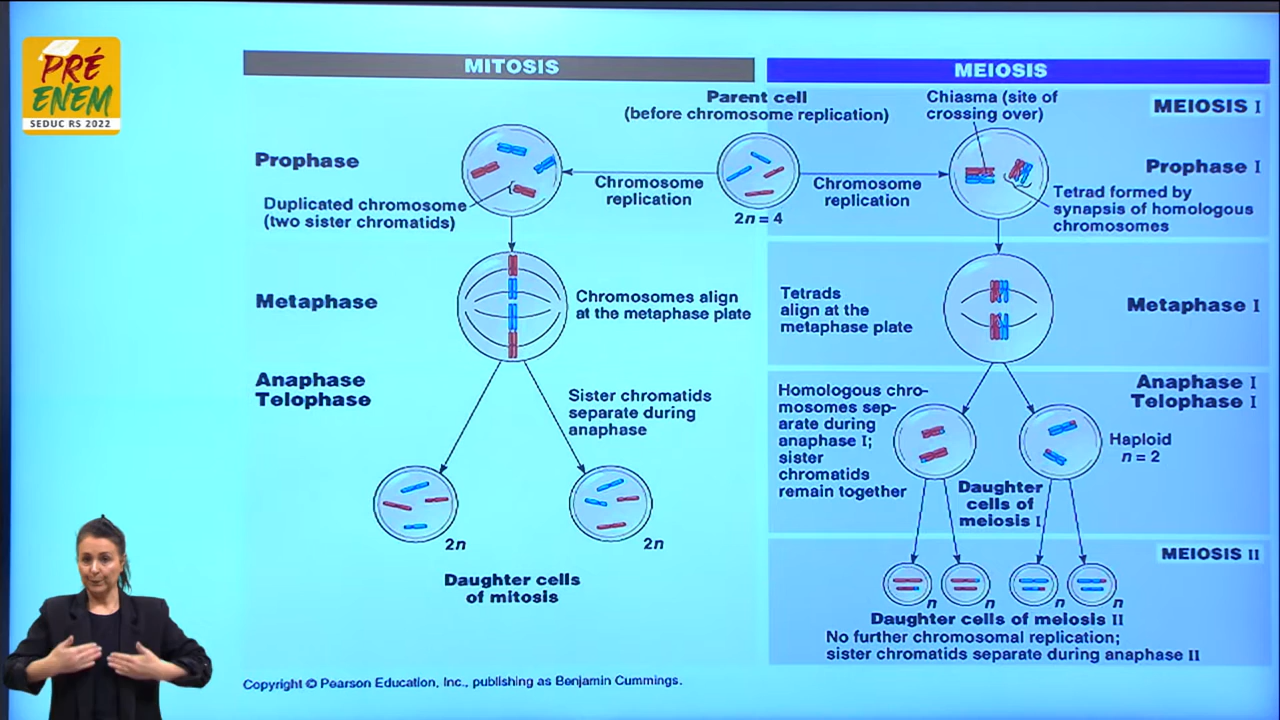 PRÉ
ENEM
SEDUC RS 2022
MITOSIS
MEIOSIS
Parent cell
(before chromosome replication)
Chiasma (site of
crossing over)
MEIOSIS I
Prophase
Prophase I
Chromosome
replication
Chromosome
replication
2n = 4
Duplicated chromosome
(two sister chromatids)
Tetrad formed by
synapsis of homologous
chromosomes
Metaphase
Chromosomes align
at the metaphase plate
Tetrads
align at the
metaphase plate
Metaphase I
Anaphase
Telophase
Sister chromatids
separate during
anaphase
Homologous chro-
mosomes sep-
arate during
anaphase I;
sister
chromatids
remain together
Anaphase I
Telophase I
Haploid
n = 2
Daughter
cells of
meiosis I
2n
2n
Daughter cells
of mitosis
MEIOSIS II
n
n
n
n
Daughter cells of meiosis II
No further chromosomal replication;
sister chromatids separate during anaphase II
Copyright © Pearson Education, Inc., publishing as Benjamin Cummings.